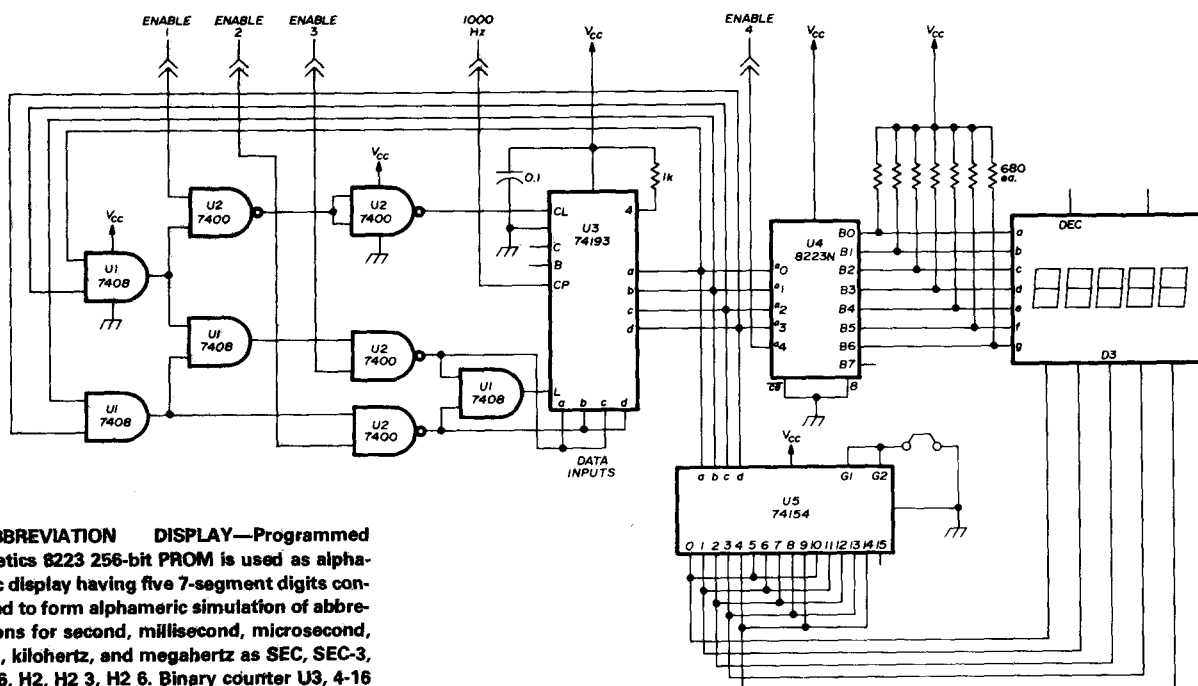 ENABLE 1
ENABLE 2
ENABLE 3
1000 Hz
ENABLE 4
VCC
VCC
VCC
U2 7400
VCC
U2 7400
0.1
1k
CL
4
U3 74193
C
B
CP
a
b
c
d
L
a b c d
DATA INPUTS
VCC
U1 7408
U1 7408
U1 7408
U2 7400
U2 7400
U1 7408
U4 8223N
a0
a1
a2
a3
a4
B0
B1
B2
B3
B4
B5
B6
B7
CE
8
680 ea.
DEC
a
b
c
d
e
f
g
D3
VCC
a b c d
G1 G2
U5 74154
0 1 2 3 4 5 6 7 8 9 10 11 12 13 14 15
BBREVIATION DISPLAY—Programmed
etics 8223 256-bit PROM is used as alpha-
c display having five 7-segment digits con-
ed to form alphameric simulation of abbre-
ons for second, millisecond, microsecond,
, kilohertz, and megahertz as SEC, SEC-3,
6, H2, H2 3, H2 6. Binary counter U3, 4-16